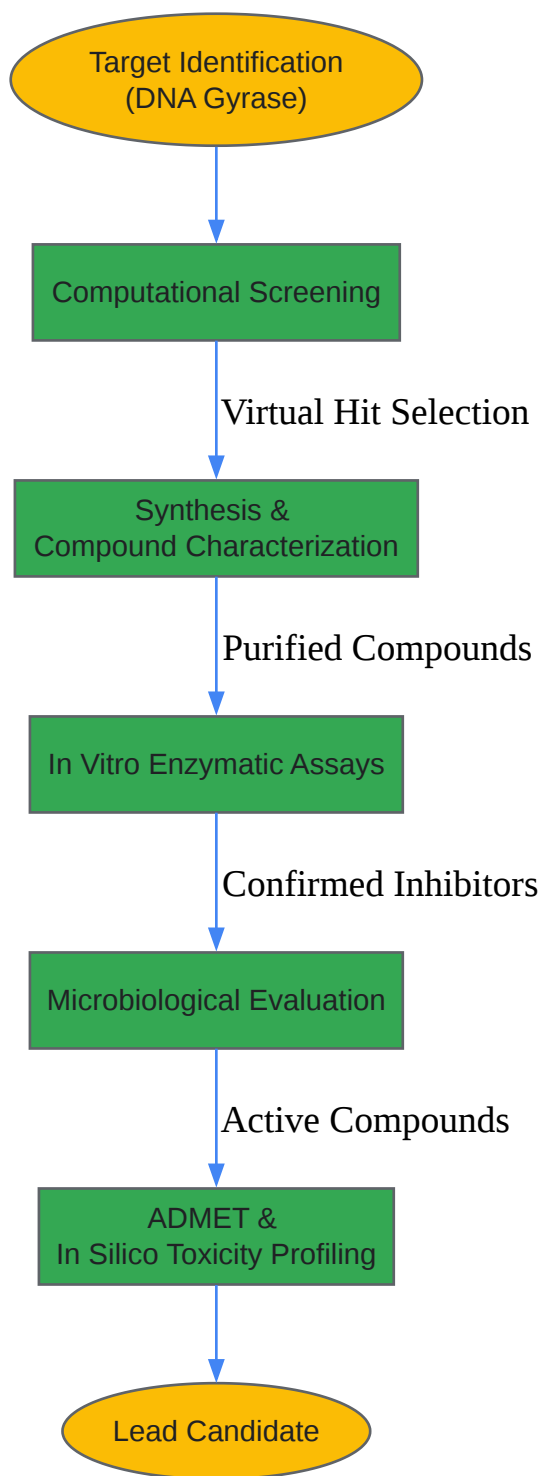 Target Identification
(DNA Gyrase)
Computational Screening
Virtual Hit Selection
Synthesis &
Compound Characterization
Purified Compounds
In Vitro Enzymatic Assays
Confirmed Inhibitors
Microbiological Evaluation
Active Compounds
ADMET &
In Silico Toxicity Profiling
Lead Candidate